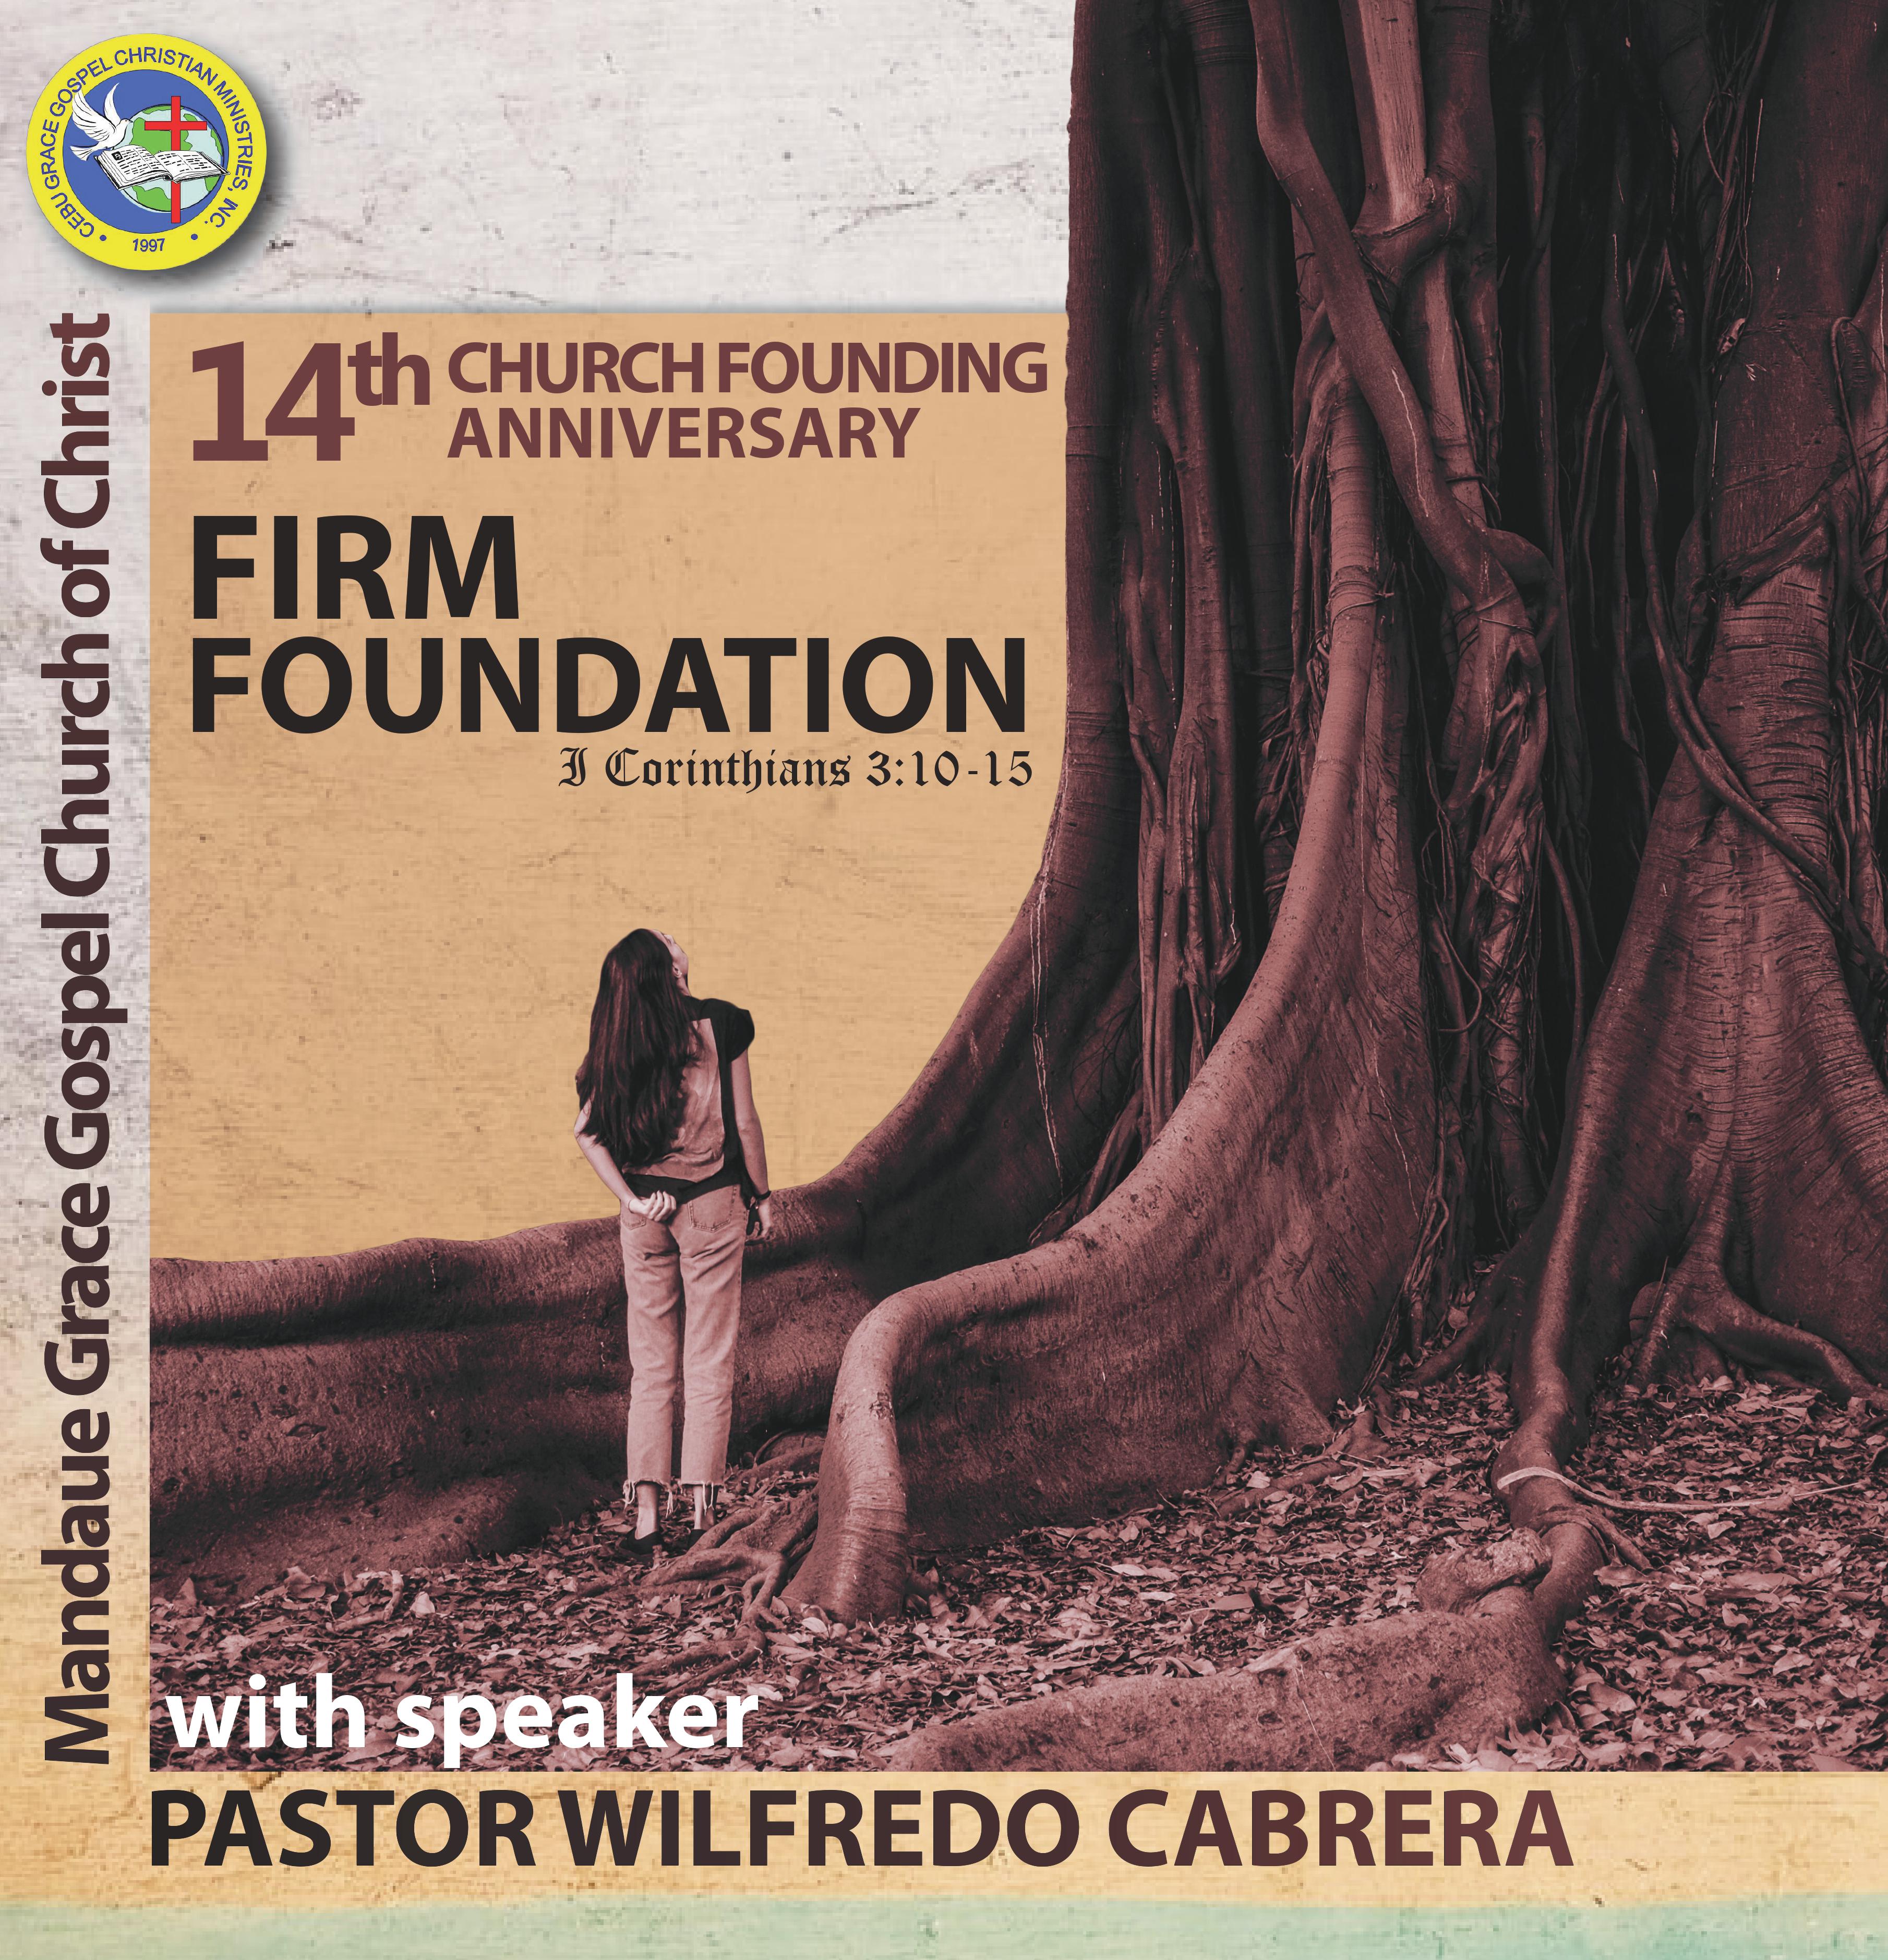 CEBU GRACE GOSPEL CHRISTIAN MINISTRIES, INC.
1997
Mandaue Grace Gospel Church of Christ
14th CHURCH FOUNDING
ANNIVERSARY
FIRM
FOUNDATION
I Corinthians 3:10-15
with speaker
PASTOR WILFREDO CABRERA